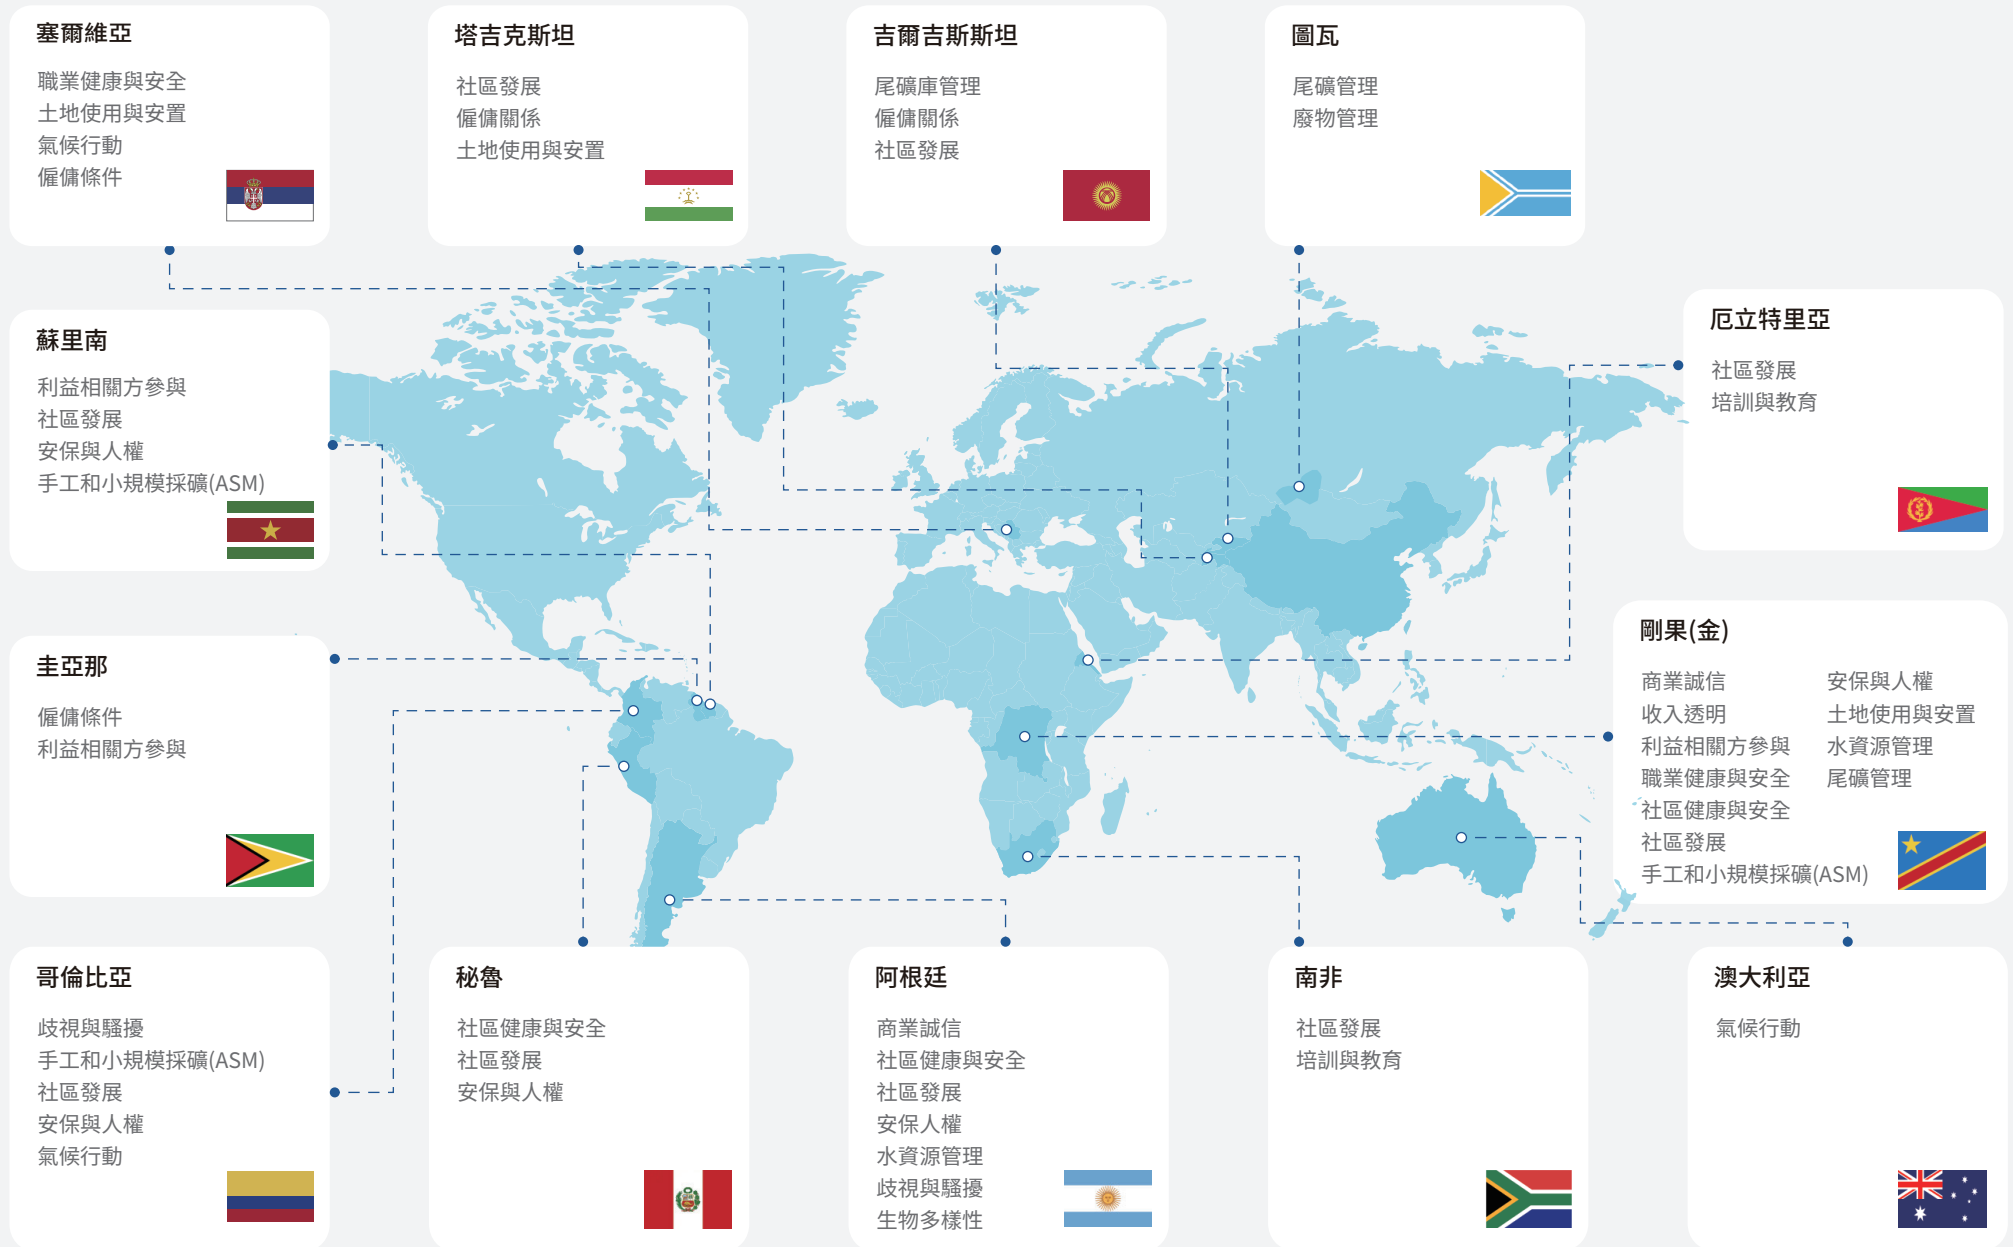 塞爾維亞
職業健康與安全
土地使用與安置
氣候行動
僱傭條件
塔吉克斯坦
社區發展
僱傭關係
土地使用與安置
吉爾吉斯斯坦
尾礦庫管理
僱傭關係
社區發展
圖瓦
尾礦管理
廢物管理
蘇里南
利益相關方參與
社區發展
安保與人權
手工和小規模採礦(ASM)
厄立特里亞
社區發展
培訓與教育
圭亞那
僱傭條件
利益相關方參與
剛果(金)
商業誠信
收入透明
利益相關方參與
職業健康與安全
社區健康與安全
社區發展
手工和小規模採礦(ASM)
安保與人權
土地使用與安置
水資源管理
尾礦管理
哥倫比亞
歧視與騷擾
手工和小規模採礦(ASM)
社區發展
安保與人權
氣候行動
秘魯
社區健康與安全
社區發展
安保與人權
阿根廷
商業誠信
社區健康與安全
社區發展
安保人權
水資源管理
歧視與騷擾
生物多樣性
南非
社區發展
培訓與教育
澳大利亞
氣候行動